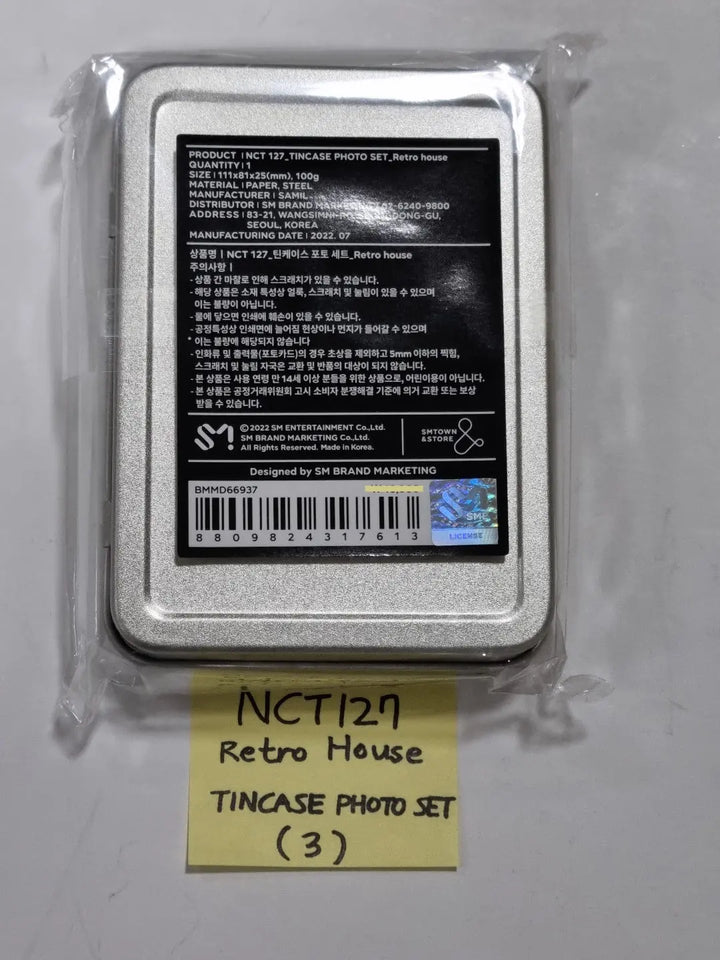 PRODUCT | NCT 127_TINCASE PHOTO SET_Retro house
QUANTITY | 1
SIZE | 111x81x25(mm), 100g
MATERIAL | PAPER, STEEL
MANUFACTURER | SAMIL
DISTRIBUTOR | SM BRAND MARKETING 02-6240-9800
ADDRESS | 83-21, WANGSIMNI-RO, SEONGDONG-GU,
SEOUL, KOREA
MANUFACTURING DATE | 2022. 07
상품명 | NCT 127_틴케이스 포토 세트_Retro house
주의사항 |
- 상품 간 마찰로 인해 스크래치가 있을 수 있습니다.
- 해당 상품은 소재 특성상 얼룩, 스크래치 및 눌림이 있을 수 있으며
이는 불량이 아닙니다.
- 물에 닿으면 인쇄에 훼손이 있을 수 있습니다.
- 공정특성상 인쇄면에 늘어짐 현상이나 먼지가 들어갈 수 있으며
* 이는 불량에 해당되지 않습니다
- 인화류 및 출력물(포토카드)의 경우 초상을 제외하고 5mm 이하의 찍힘,
스크래치 및 눌림 자국은 교환 및 반품의 대상이 되지 않습니다.
- 본 상품은 사용 연령 만 14세 이상 분들을 위한 상품으로, 어린이용이 아닙니다.
- 본 상품은 공정거래위원회 고시 소비자 분쟁해결 기준에 의거 교환 또는 보상
받을 수 있습니다.
SM!
© 2022 SM ENTERTAINMENT Co.,Ltd.
SM BRAND MARKETING Co.,Ltd.
All Rights Reserved. Made in Korea.
SMTOWN
&STORE
Designed by SM BRAND MARKETING
BMMD66937
8809824317613
SME
LICENSE
NCT127
Retro House
TINCASE PHOTO SET
(3)